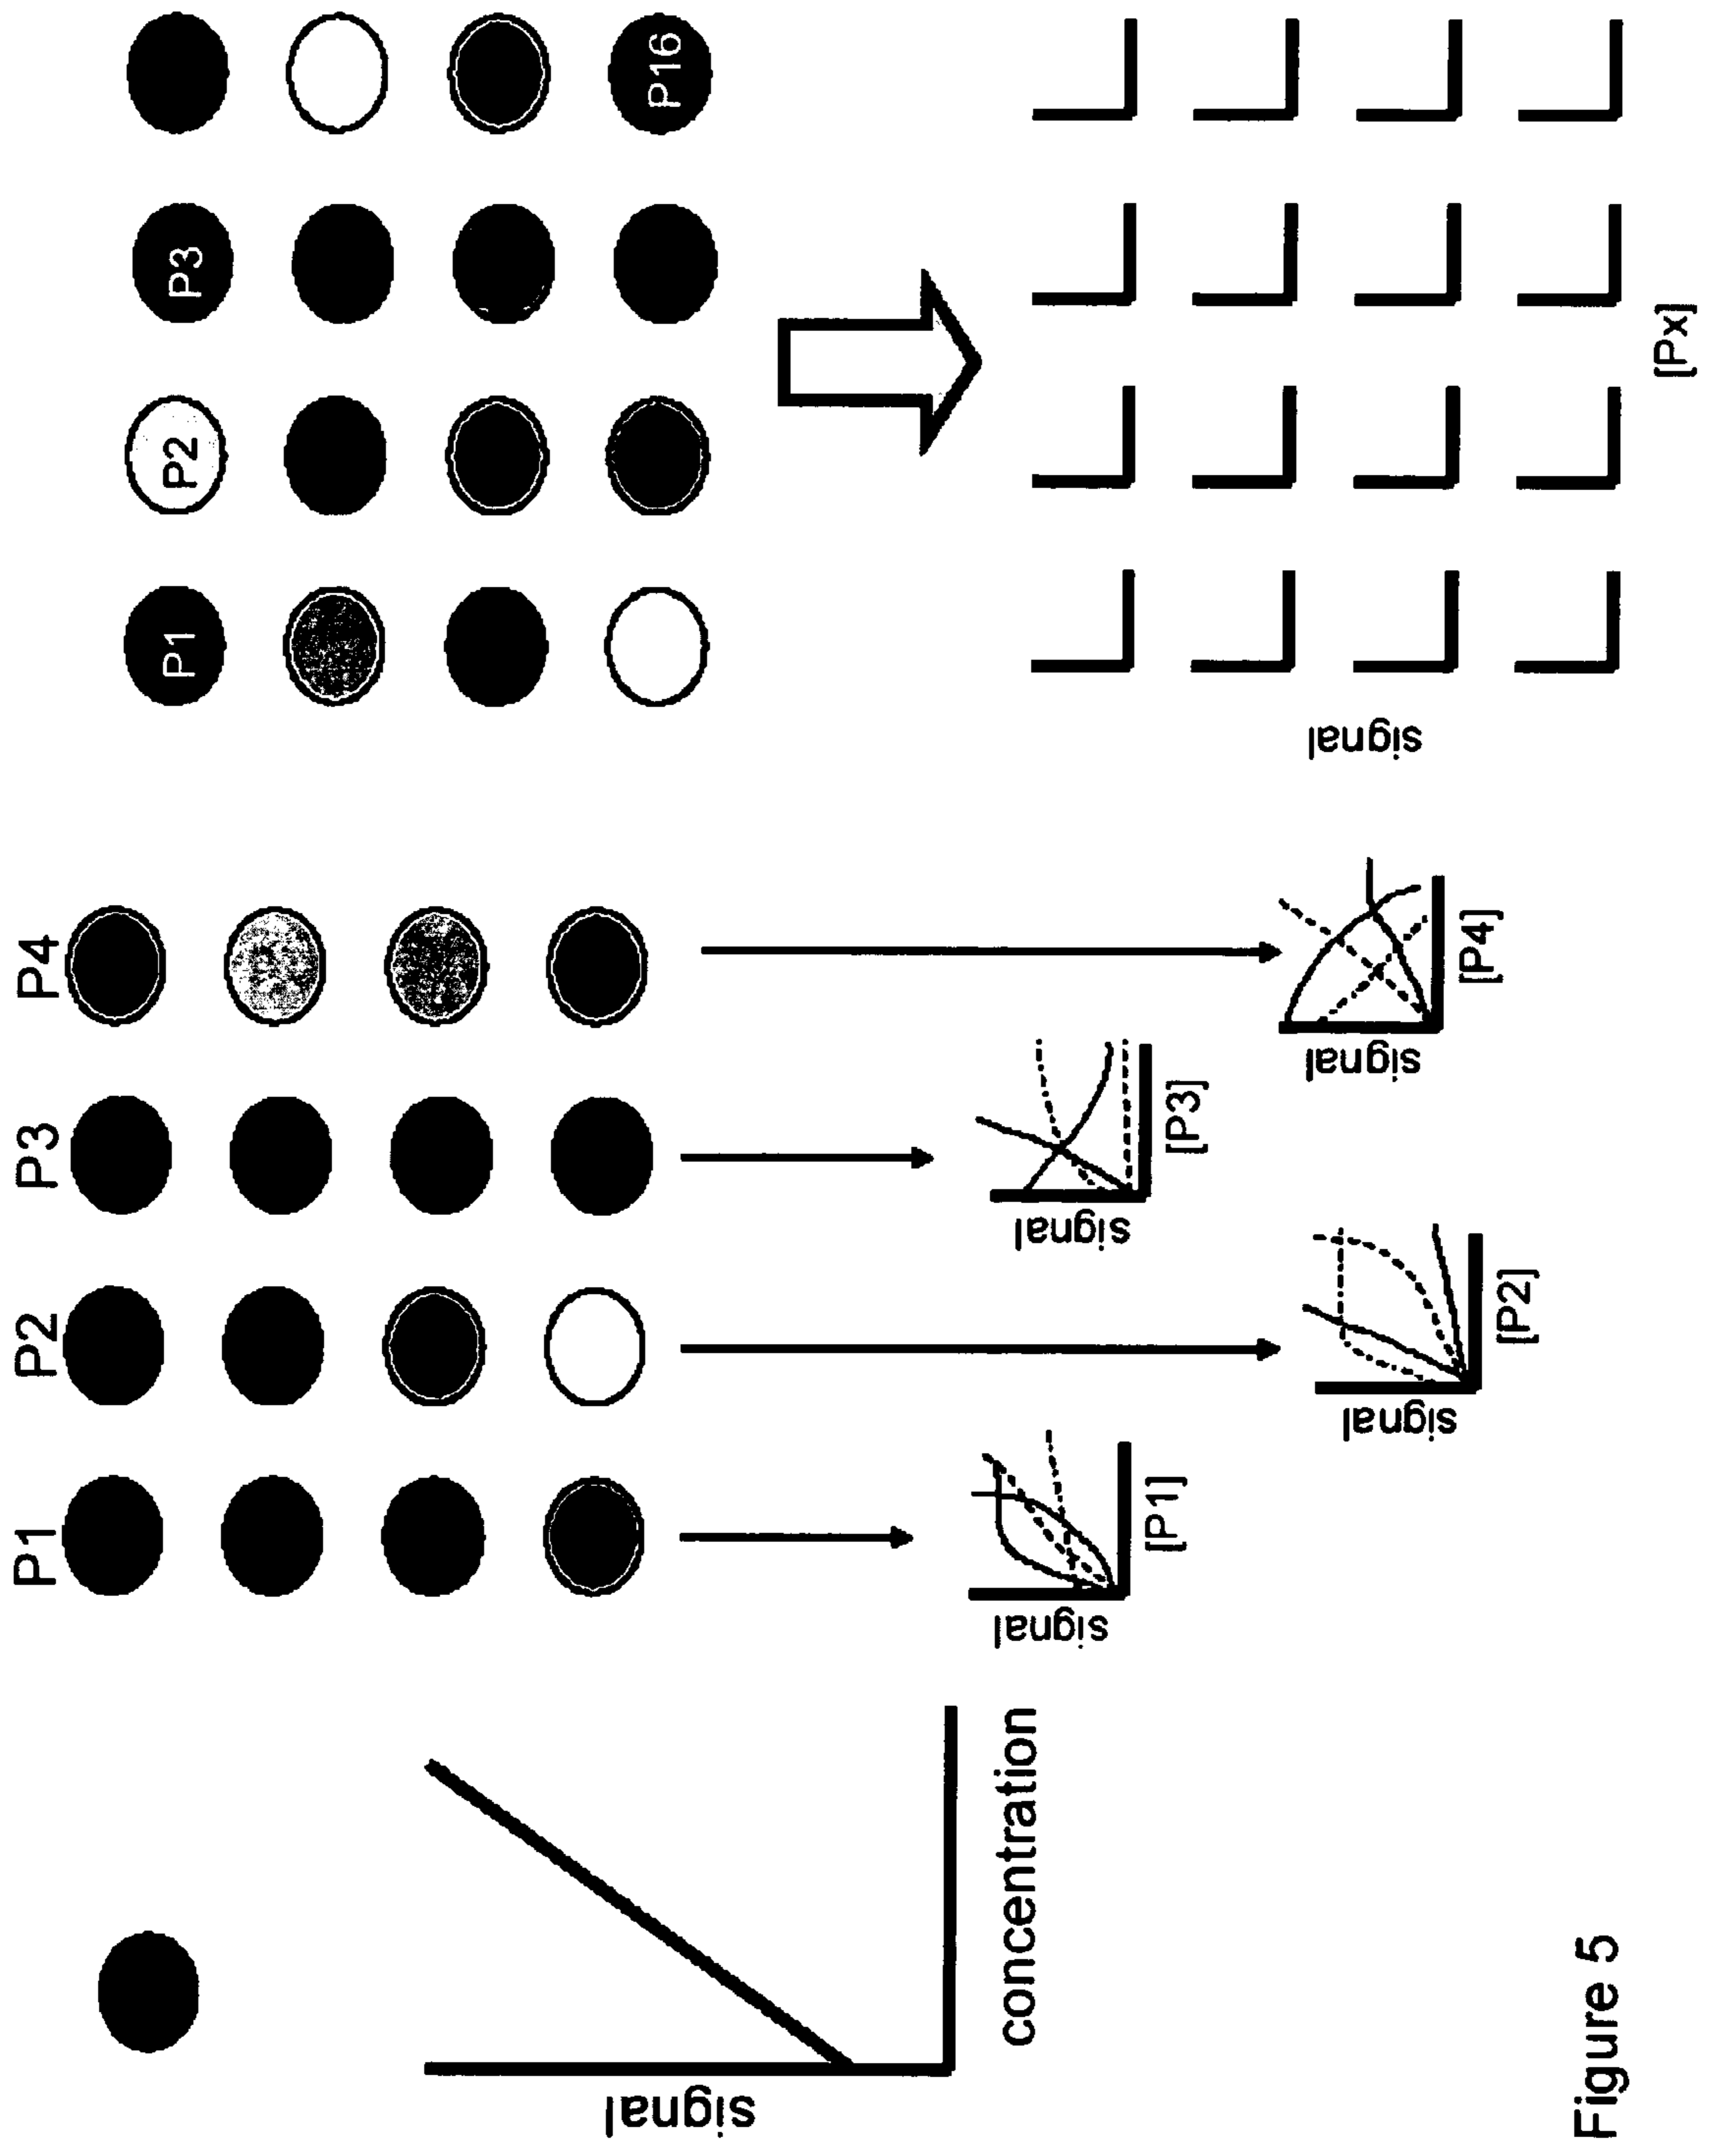 P1
P2
P3
P4
P1
P2
P3
P16
signal
concentration
signal
[P1]
signal
[P2]
signal
[P3]
signal
[P4]
signal
[Px]
Figure 5